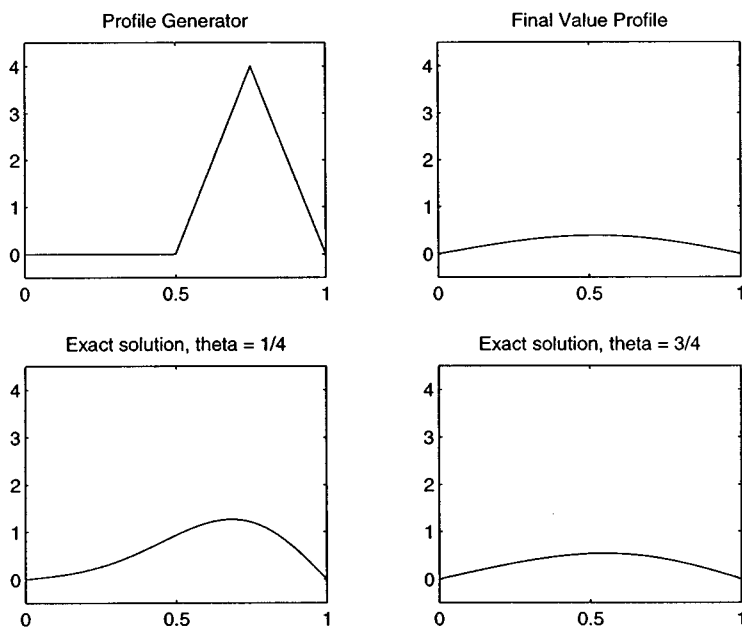 Profile Generator
4
3
2
1
0
0 0.5 1
Final Value Profile
4
3
2
1
0
0 0.5 1
Exact solution, theta = 1/4
4
3
2
1
0
0 0.5 1
Exact solution, theta = 3/4
4
3
2
1
0
0 0.5 1